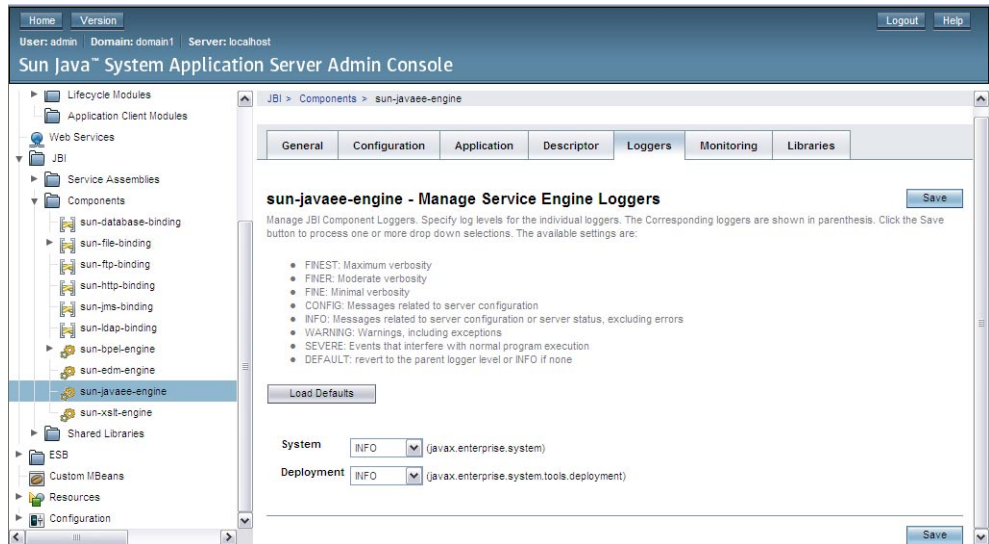 Home Version Logout Help
User: admin Domain: domain1 Server: localhost
Sun Java™ System Application Server Admin Console
Lifecycle Modules
Application Client Modules
Web Services
JBI
Service Assemblies
Components
sun-database-binding
sun-file-binding
sun-ftp-binding
sun-http-binding
sun-jms-binding
sun-ldap-binding
sun-bpel-engine
sun-edm-engine
sun-javaee-engine
sun-xslt-engine
Shared Libraries
ESB
Custom MBeans
Resources
Configuration
JBI > Components > sun-javaee-engine
General Configuration Application Descriptor Loggers Monitoring Libraries
sun-javaee-engine - Manage Service Engine Loggers
Save
Manage JBI Component Loggers. Specify log levels for the individual loggers. The Corresponding loggers are shown in parenthesis. Click the Save
button to process one or more drop down selections. The available settings are:
• FINEST: Maximum verbosity
• FINER: Moderate verbosity
• FINE: Minimal verbosity
• CONFIG: Messages related to server configuration
• INFO: Messages related to server configuration or server status, excluding errors
• WARNING: Warnings, including exceptions
• SEVERE: Events that interfere with normal program execution
• DEFAULT: revert to the parent logger level or INFO if none
Load Defaults
System INFO (javax.enterprise.system)
Deployment INFO (javax.enterprise.system.tools.deployment)
Save